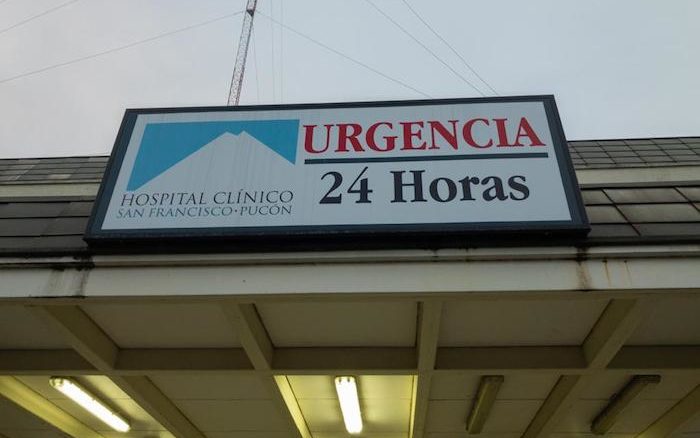 HOSPITAL CLÍNICO
SAN FRANCISCO · PUCÓN
URGENCIA
24 Horas